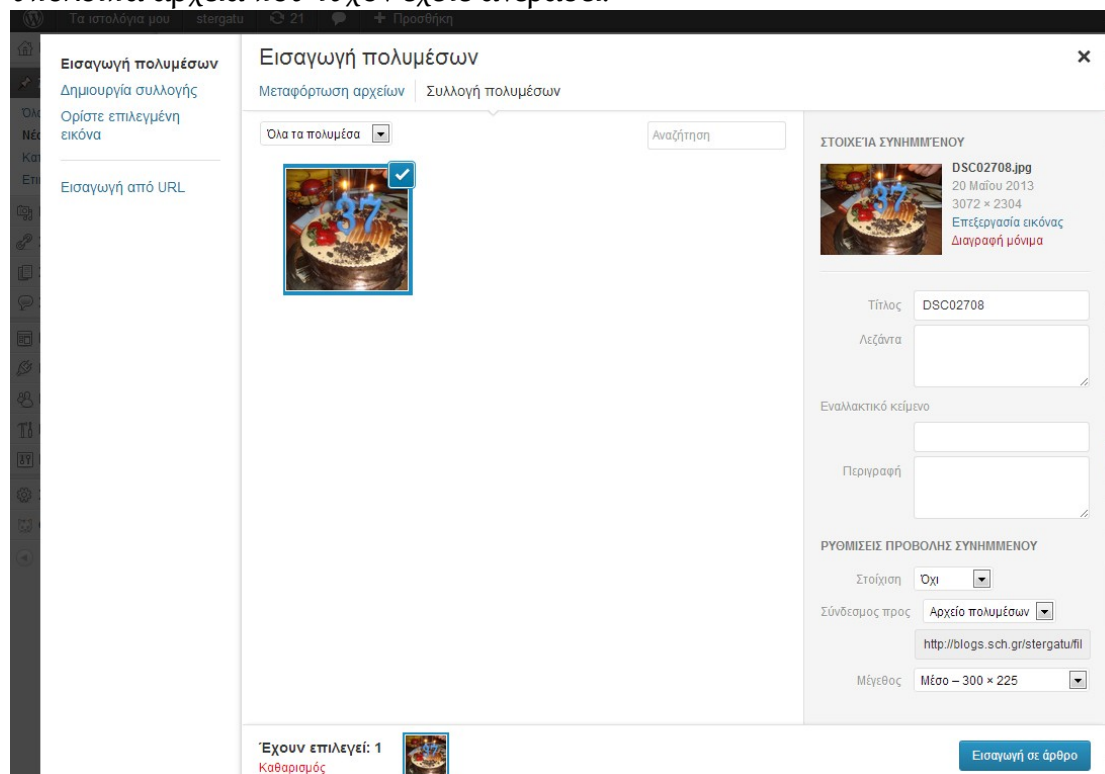 Τα ιστολόγια μου stergatu 21 + Προσθήκη
Εισαγωγή πολυμέσων
Δημιουργία συλλογής
Ορίστε επιλεγμένη
εικόνα
Εισαγωγή από URL
Εισαγωγή πολυμέσων
Μεταφόρτωση αρχείων Συλλογή πολυμέσων
Όλα τα πολυμέσα
Αναζήτηση
37
ΣΤΟΙΧΕΊΑ ΣΥΝΗΜΜΈΝΟΥ
DSC02708.jpg
20 Μαΐου 2013
3072 × 2304
Επεξεργασία εικόνας
Διαγραφή μόνιμα
Τίτλος DSC02708
Λεζάντα
Εναλλακτικό κείμενο
Περιγραφή
ΡΥΘΜΙΣΕΙΣ ΠΡΟΒΟΛΗΣ ΣΥΝΗΜΜΕΝΟΥ
Στοίχιση Όχι
Σύνδεσμος προς Αρχείο πολυμέσων
http://blogs.sch.gr/stergatu/fil
Μέγεθος Μέσο – 300 × 225
Έχουν επιλεγεί: 1
Καθαρισμός
Εισαγωγή σε άρθρο